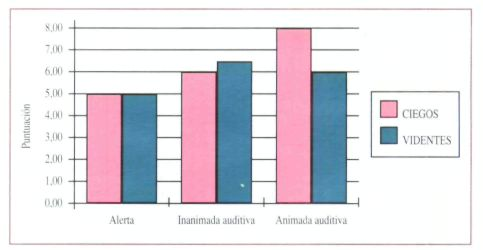 8,00
7,00
6,00
5,00
4,00
3,00
2,00
1,00
0,00
Puntuación
Alerta
Inanimada auditiva
Animada auditiva
CIEGOS
VIDENTES